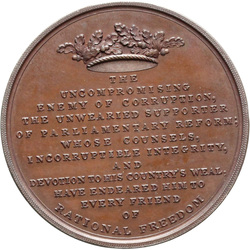 THE
UNCOMPROMISING
ENEMY OF CORRUPTION,
THE UNWEARIED SUPPORTER
OF PARLIAMENTARY REFORM;
WHOSE COUNSELS,
INCORRUPTIBLE INTEGRITY,
AND
DEVOTION TO HIS COUNTRY'S WEAL.
HAVE ENDEARED HIM TO
EVERY FRIEND
OF
RATIONAL FREEDOM